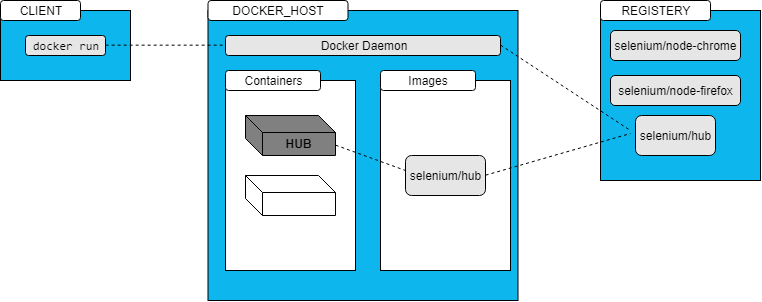 CLIENT
docker run
DOCKER_HOST
Docker Daemon
Containers
HUB
Images
selenium/hub
REGISTERY
selenium/node-chrome
selenium/node-firefox
selenium/hub